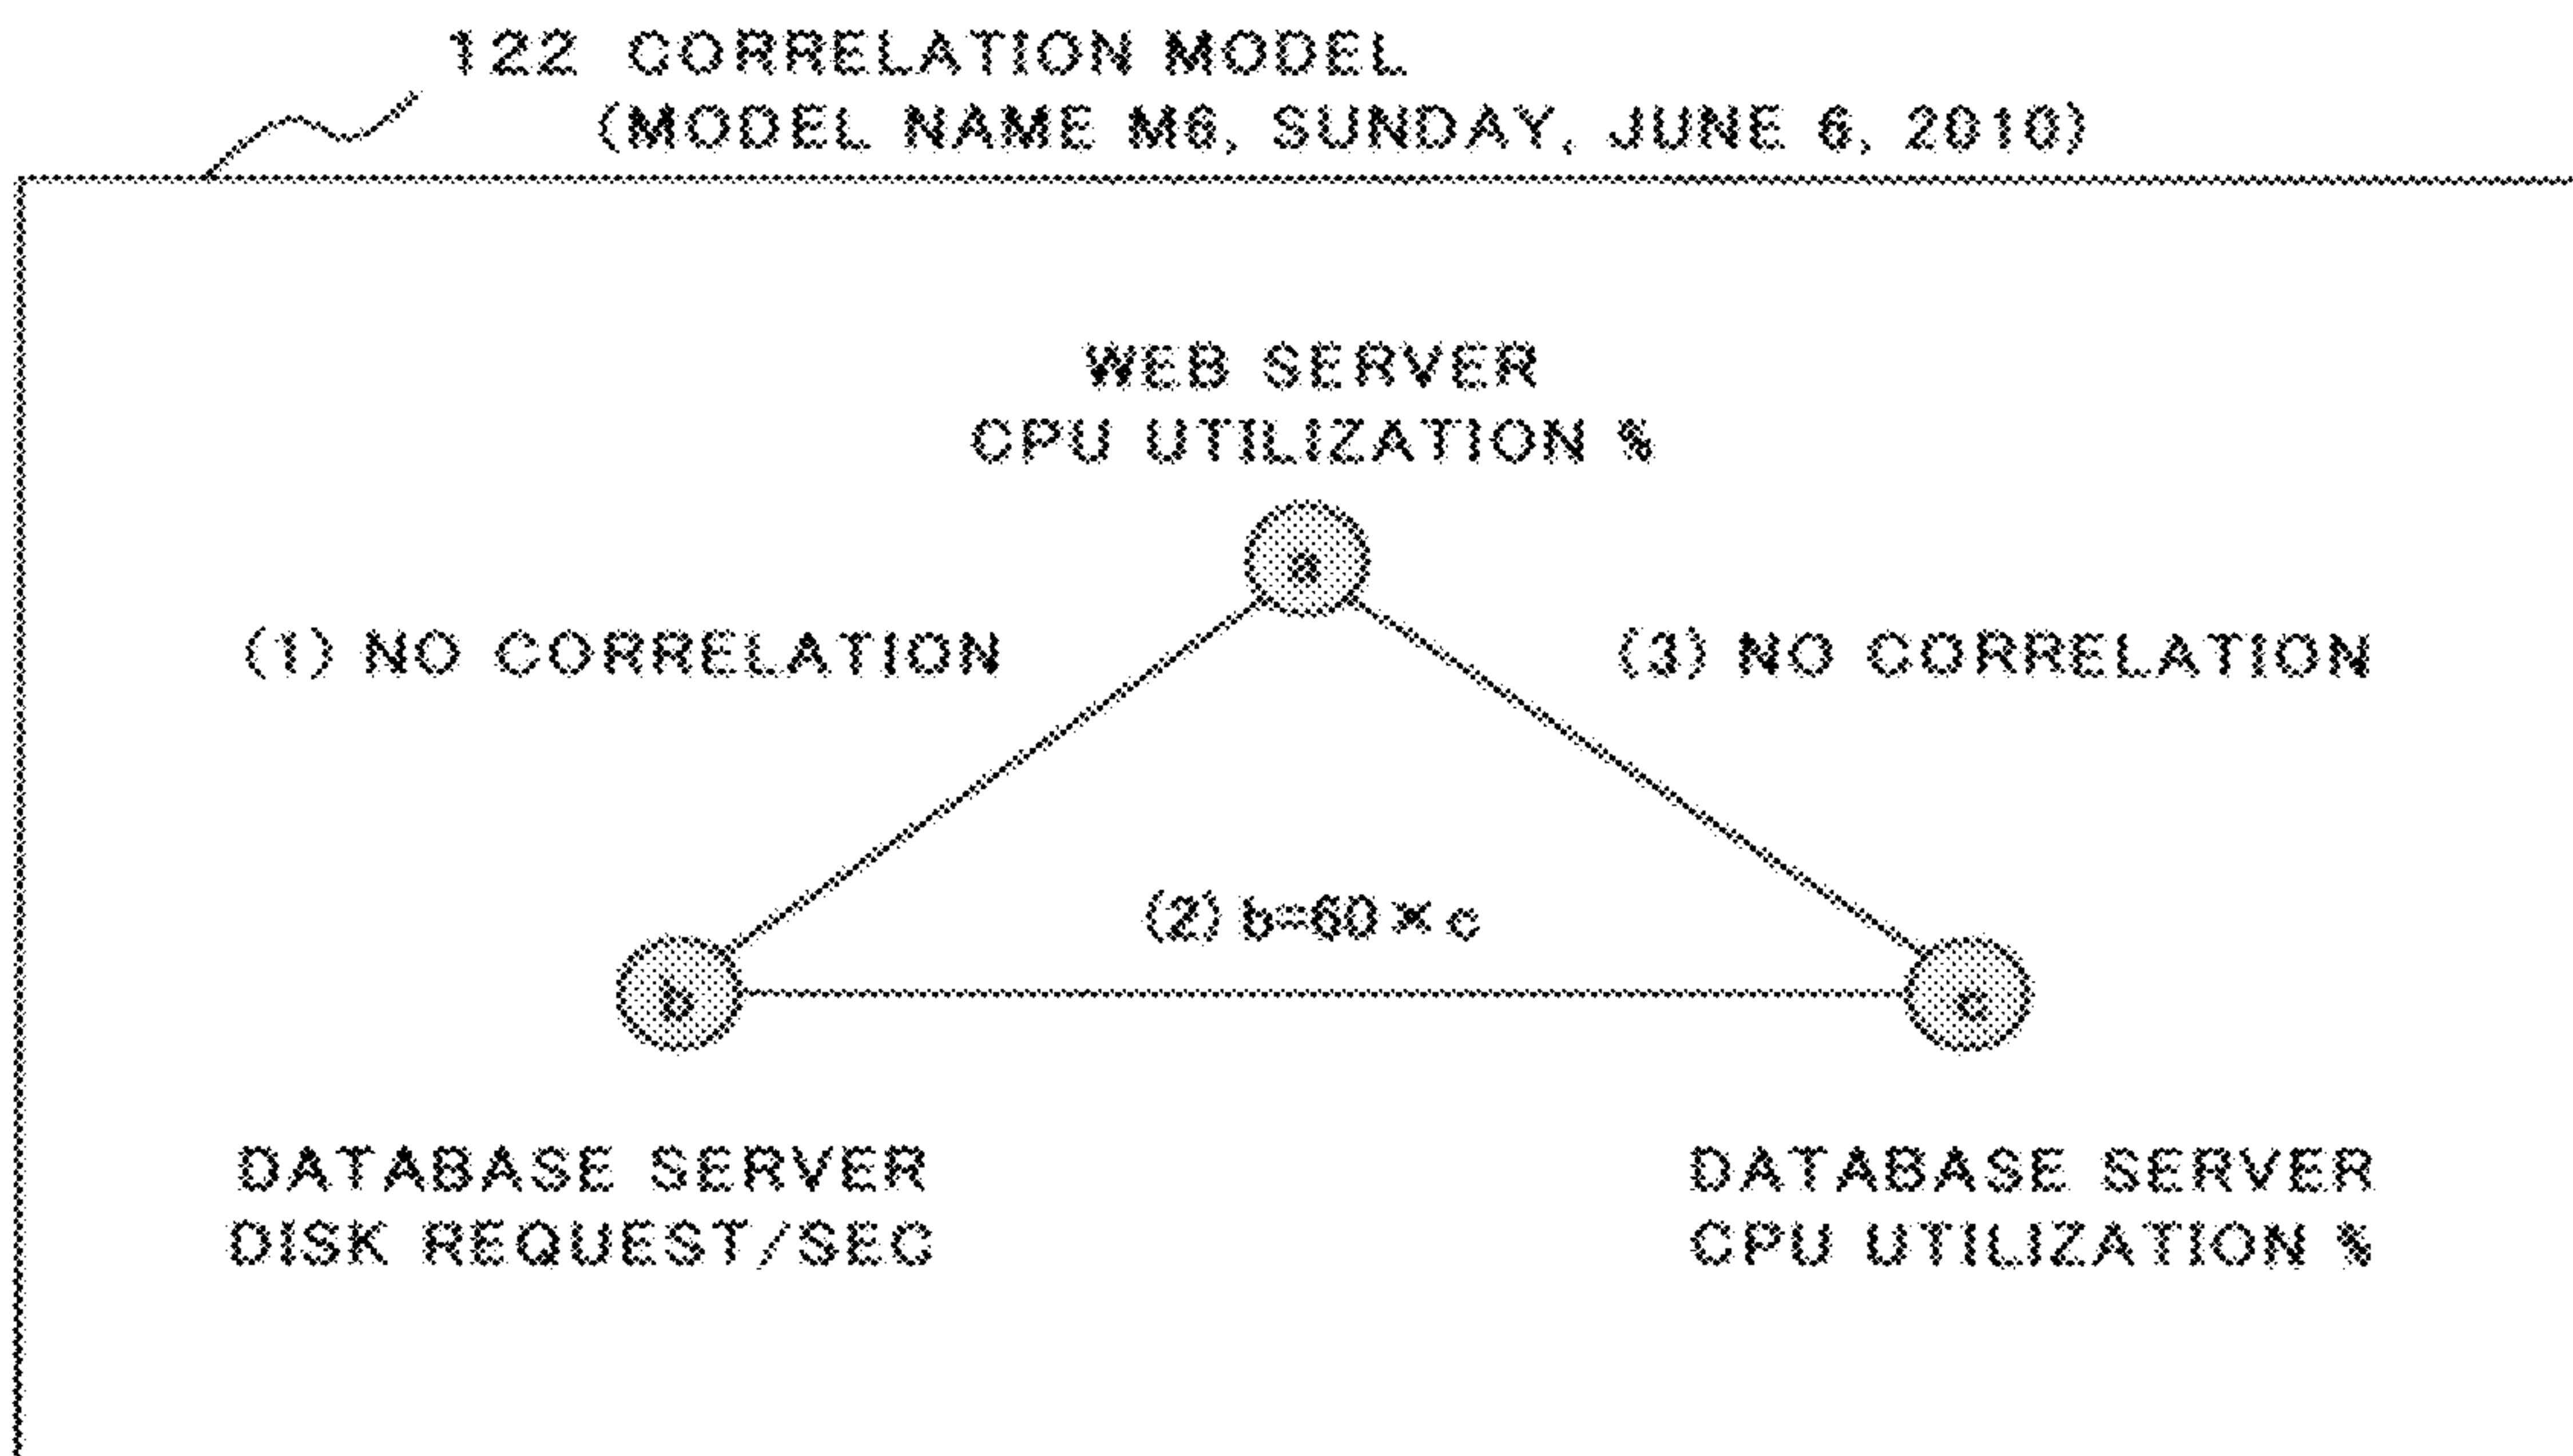 122 CORRELATION MODEL
(MODEL NAME M6, SUNDAY, JUNE 6, 2010)
WEB SERVER
CPU UTILIZATION %
a
(1) NO CORRELATION
(3) NO CORRELATION
(2) b=60×c
b
c
DATABASE SERVER
DISK REQUEST/SEC
DATABASE SERVER
CPU UTILIZATION %